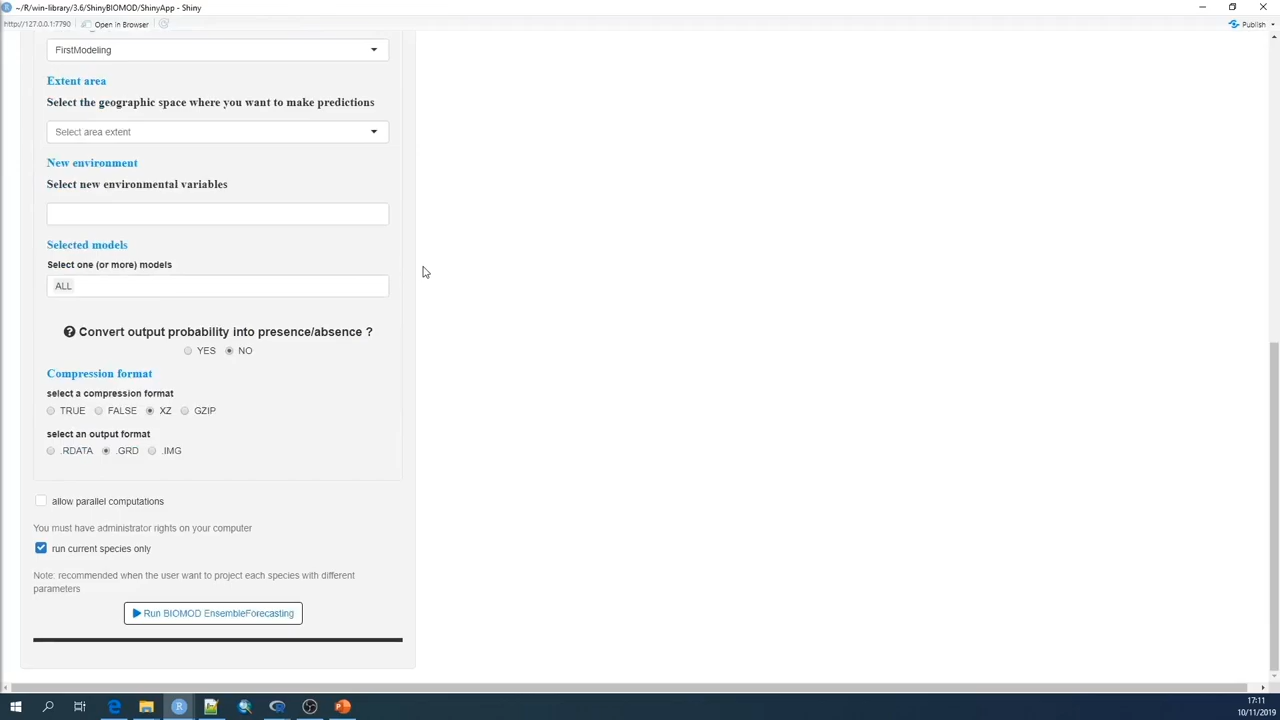 ~/R/win-library/3.6/ShinyBIOMOD/ShinyApp - Shiny
http://127.0.0.1:7790
Open in Browser
Publish
FirstModeling
Extent area
Select the geographic space where you want to make predictions
Select area extent
New environment
Select new environmental variables
Selected models
Select one (or more) models
ALL
Convert output probability into presence/absence ?
YES NO
Compression format
select a compression format
TRUE FALSE XZ GZIP
select an output format
.RDATA .GRD .IMG
allow parallel computations
You must have administrator rights on your computer
run current species only
Note: recommended when the user want to project each species with different
parameters
Run BIOMOD EnsembleForecasting
17:11
10/11/2019